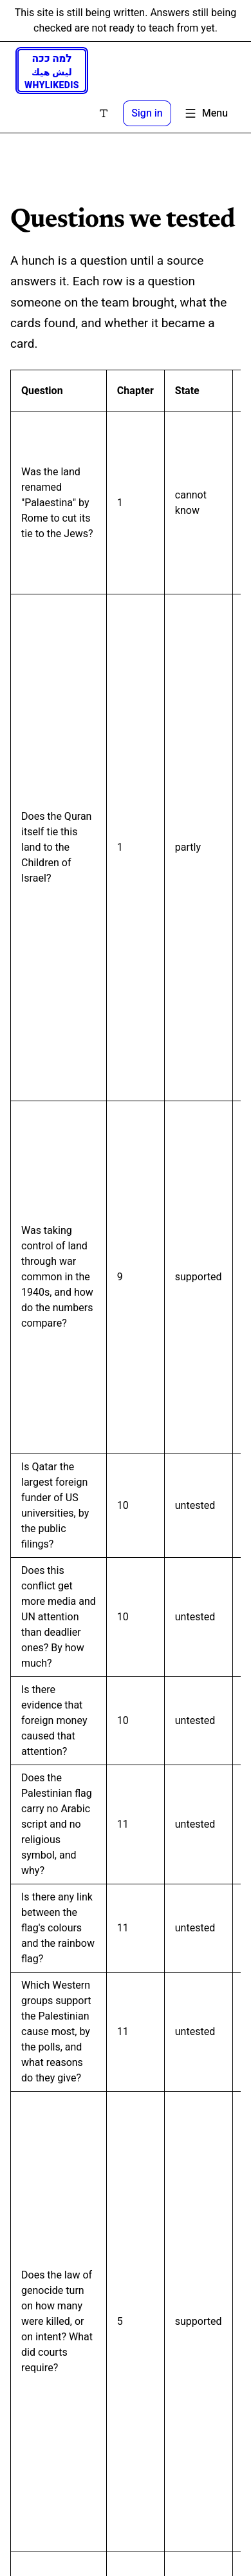 This site is still being written. Answers still being
checked are not ready to teach from yet.
למה ככה
ليش هيك
WHYLIKEDIS
Sign in
Menu
Questions we tested
A hunch is a question until a source
answers it. Each row is a question
someone on the team brought, what the
cards found, and whether it became a
card.
Question Chapter State
Was the land
renamed
"Palaestina" by
Rome to cut its
tie to the Jews?
1
cannot
know
Does the Quran
itself tie this
land to the
Children of
Israel?
1
partly
Was taking
control of land
through war
common in the
1940s, and how
do the numbers
compare?
9
supported
Is Qatar the
largest foreign
funder of US
universities, by
the public
filings?
10
untested
Does this
conflict get
more media and
UN attention
than deadlier
ones? By how
much?
10
untested
Is there
evidence that
foreign money
caused that
attention?
10
untested
Does the
Palestinian flag
carry no Arabic
script and no
religious
symbol, and
why?
11
untested
Is there any link
between the
flag's colours
and the rainbow
flag?
11
untested
Which Western
groups support
the Palestinian
cause most, by
the polls, and
what reasons
do they give?
11
untested
Does the law of
genocide turn
on how many
were killed, or
on intent? What
did courts
require?
5
supported